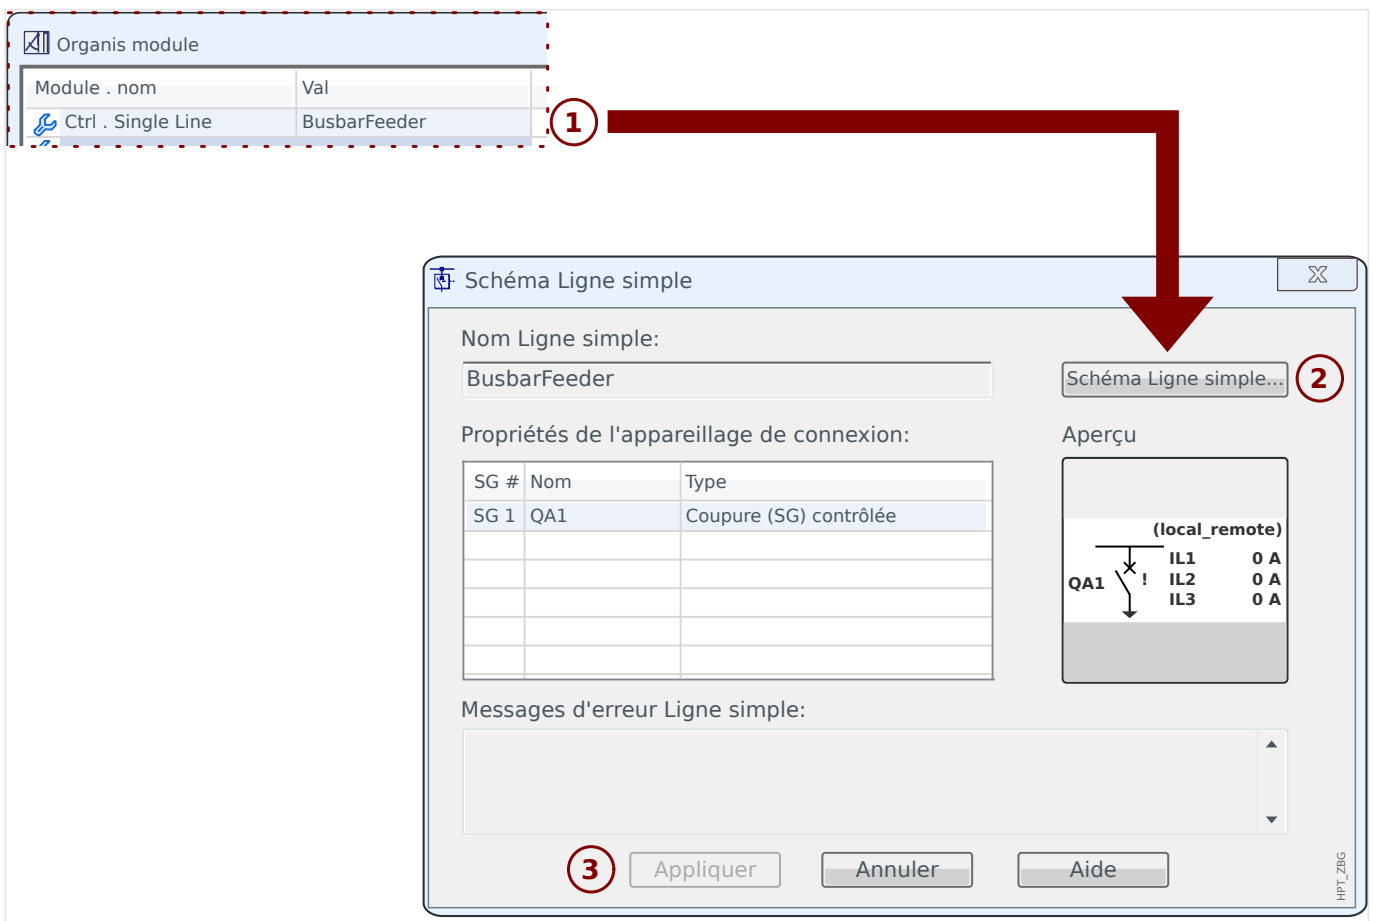 Organis module
Module . nom Val
Ctrl . Single Line BusbarFeeder
1
Schéma Ligne simple
Nom Ligne simple:
BusbarFeeder
Schéma Ligne simple...
2
Propriétés de l'appareillage de connexion:
Aperçu
SG # Nom Type
SG 1 QA1 Coupure (SG) contrôlée
(local_remote)
IL1 0 A
QA1 ! IL2 0 A
IL3 0 A
Messages d'erreur Ligne simple:
3
Appliquer Annuler Aide
HPT_ZBG